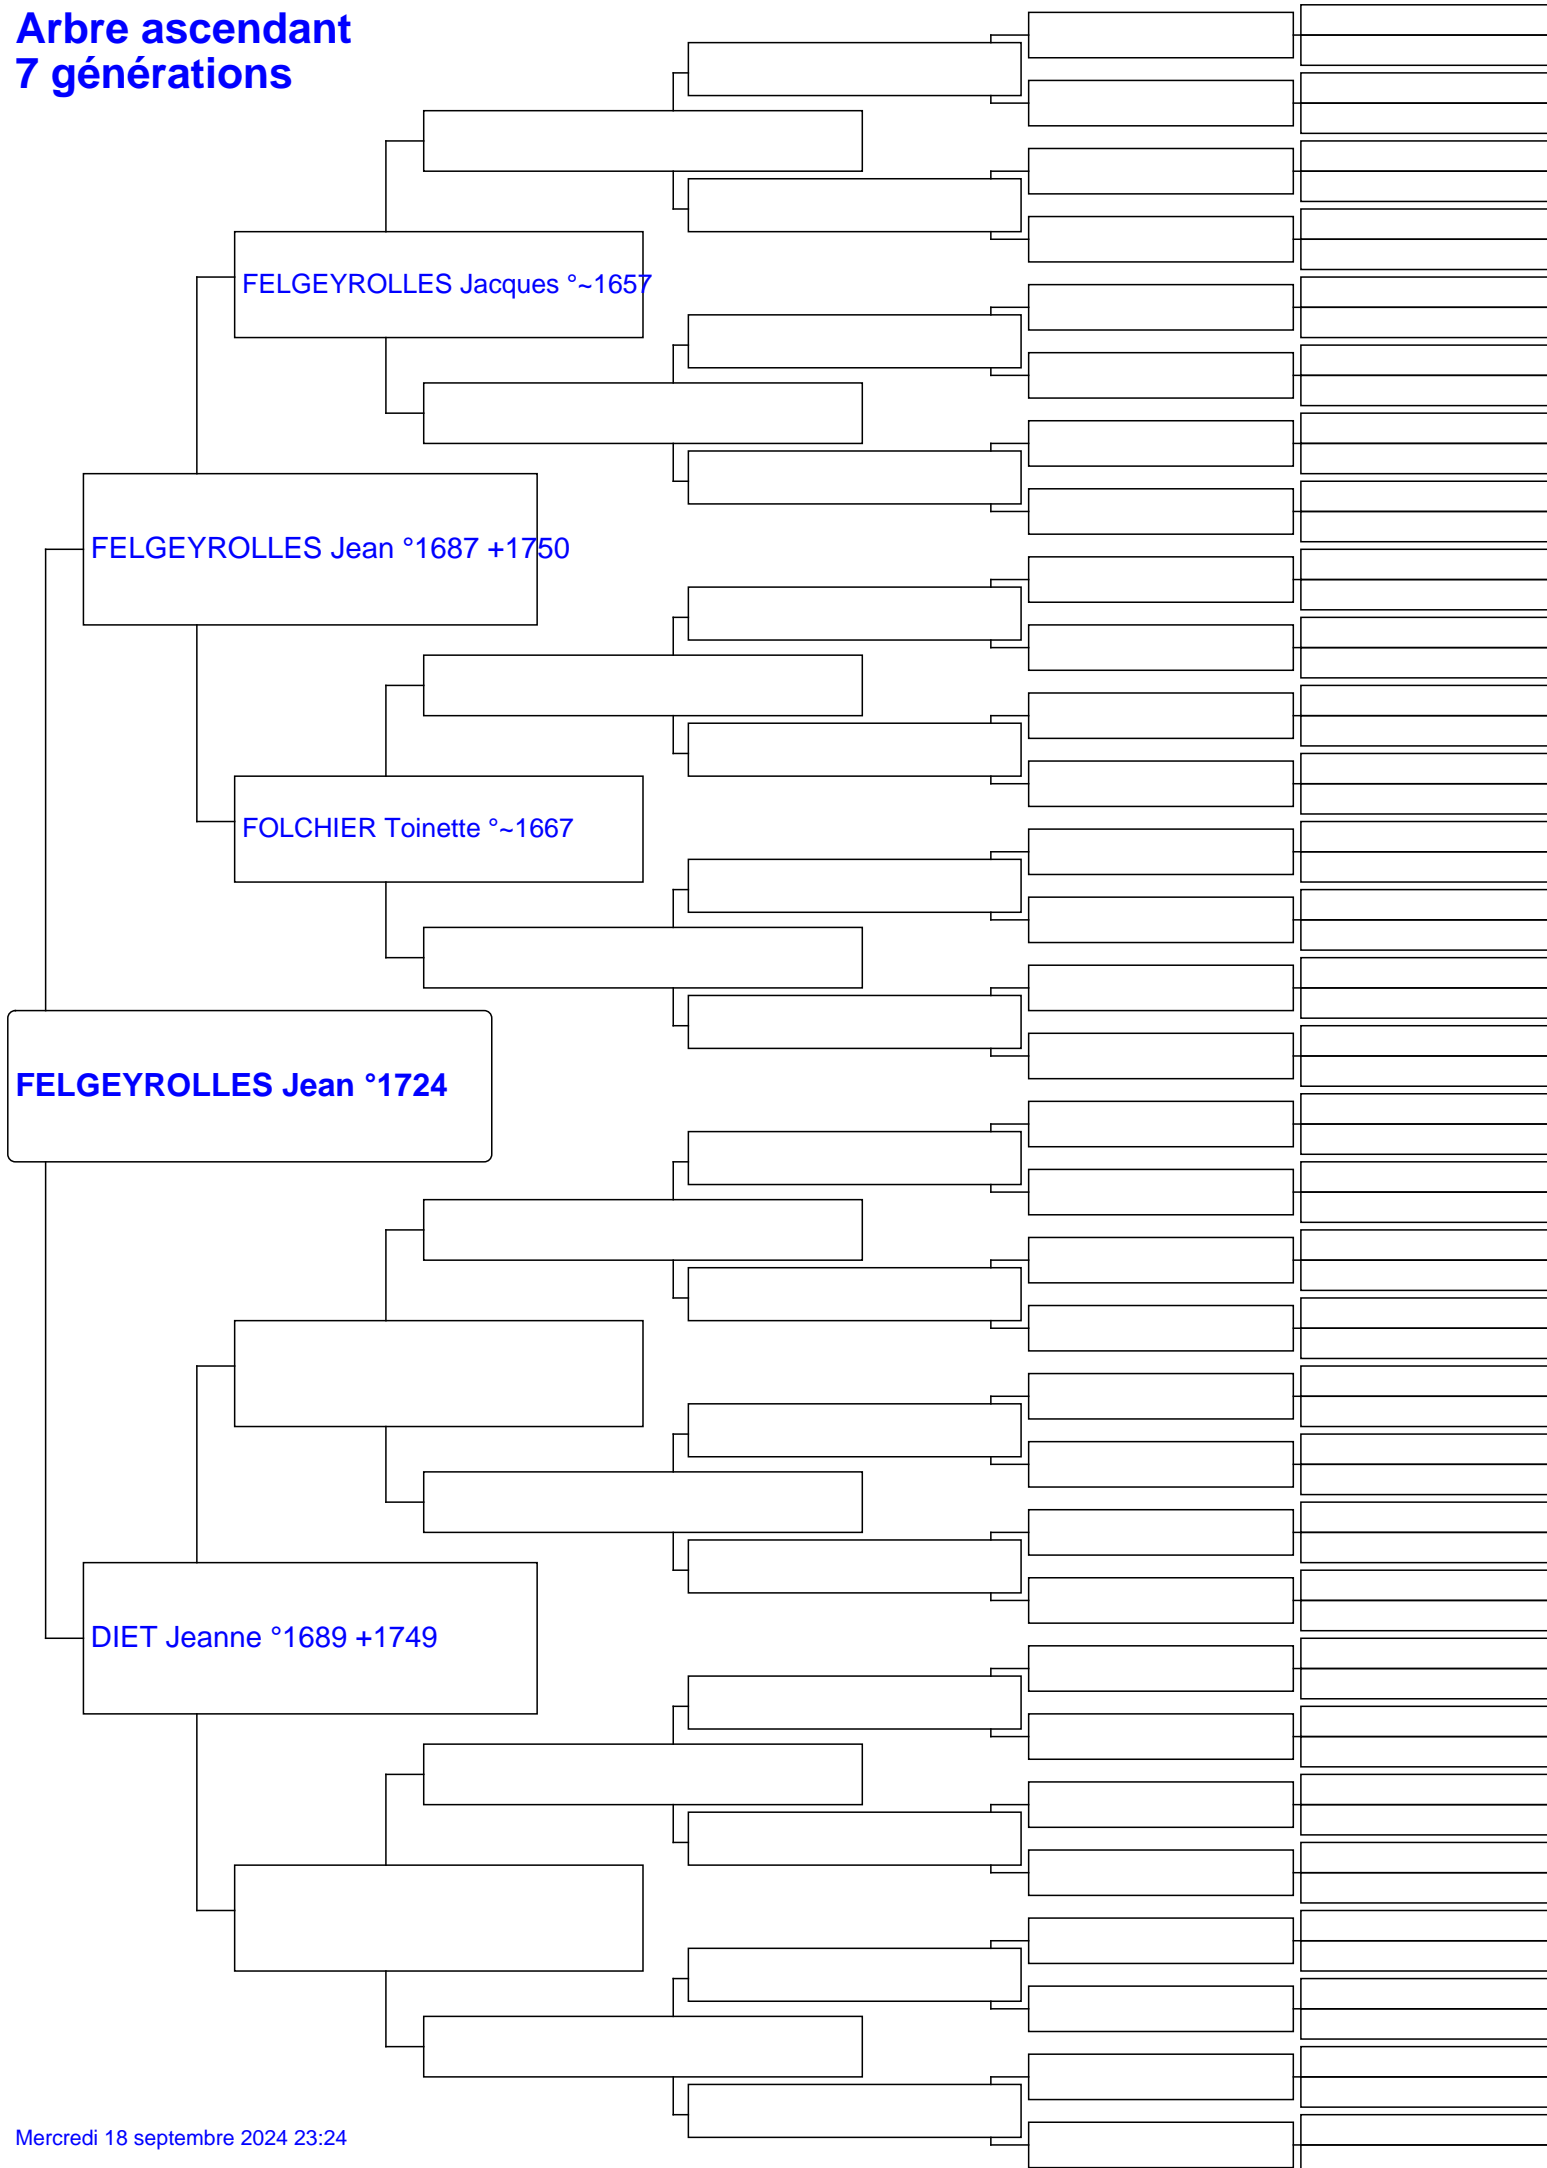 Arbre ascendant
7 générations
FELGEYROLLES Jacques °~1657
FELGEYROLLES Jean °1687 +1750
FOLCHIER Toinette °~1667
FELGEYROLLES Jean °1724
DIET Jeanne °1689 +1749
Mercredi 18 septembre 2024 23:24